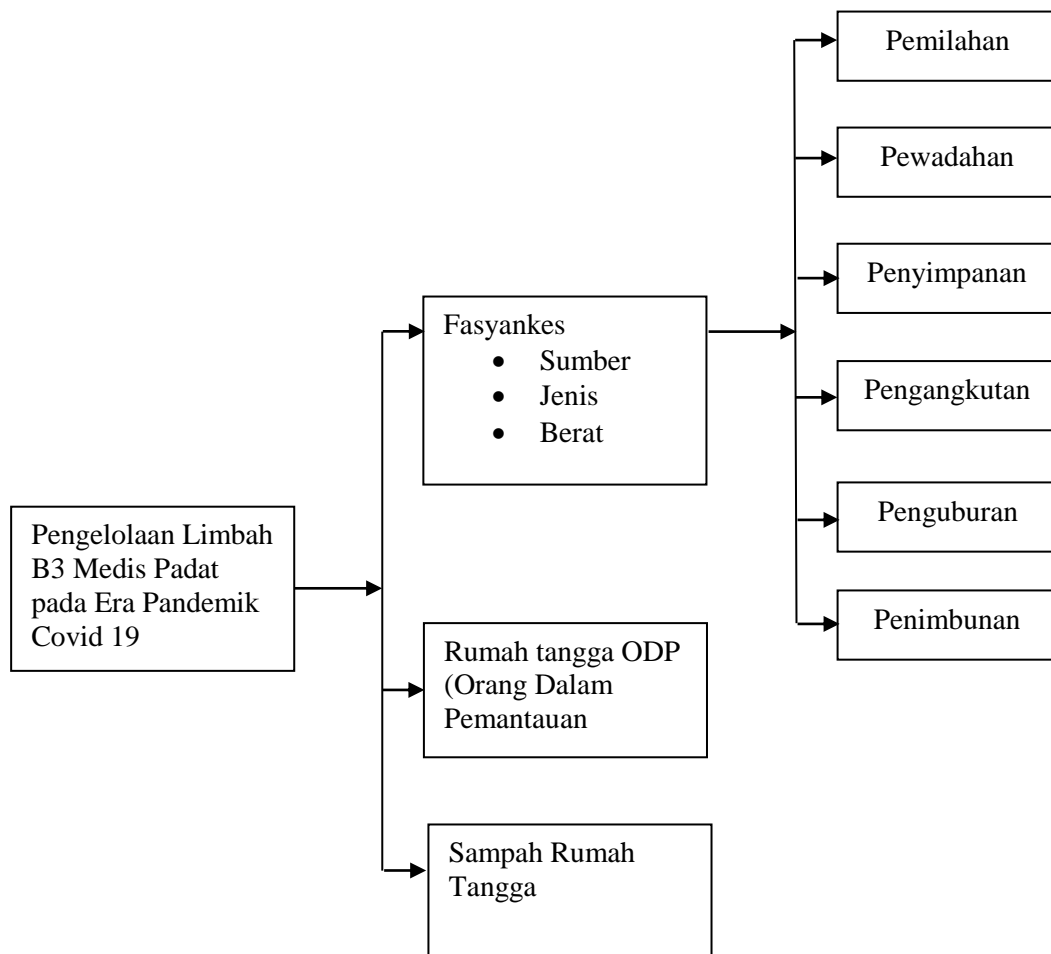 Pengelolaan Limbah
B3 Medis Padat
pada Era Pandemik
Covid 19
Fasyankes
• Sumber
• Jenis
• Berat
Rumah tangga ODP
(Orang Dalam
Pemantauan
Sampah Rumah
Tangga
Pemilahan
Pewadahan
Penyimpanan
Pengangkutan
Penguburan
Penimbunan